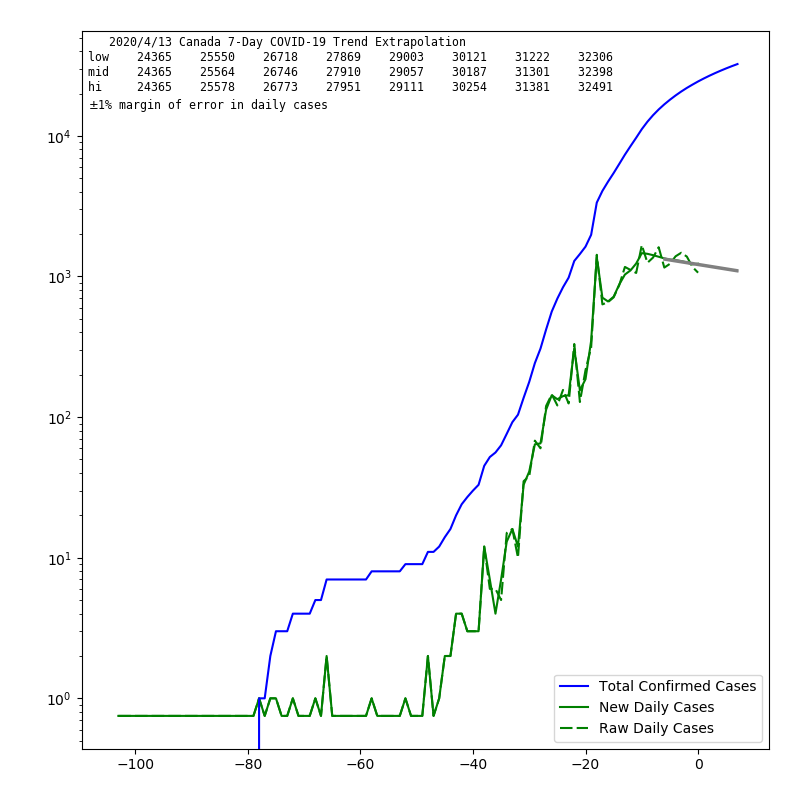 2020/4/13 Canada 7-Day COVID-19 Trend Extrapolation
low 24365 25550 26718 27869 29003 30121 31222 32306
mid 24365 25564 26746 27910 29057 30187 31301 32398
hi 24365 25578 26773 27951 29111 30254 31381 32491
±1% margin of error in daily cases
10⁴
10³
10²
10¹
10⁰
Total Confirmed Cases
New Daily Cases
Raw Daily Cases
−100 −80 −60 −40 −20 0